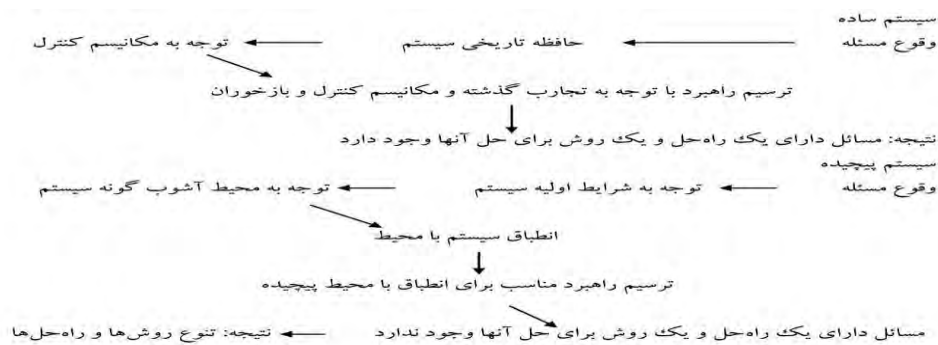 سیستم ساده
وقوع مسئله حافظه تاریخی سیستم توجه به مکانیسم کنترل
ترسیم راهبرد با توجه به تجارب گذشته و مکانیسم کنترل و بازخوران
نتیجه: مسائل دارای یک راه‌حل و یک روش برای حل آنها وجود دارد
سیستم پیچیده
وقوع مسئله توجه به شرایط اولیه سیستم توجه به محیط آشوب گونه سیستم
انطباق سیستم با محیط
ترسیم راهبرد مناسب برای انطباق با محیط پیچیده
مسائل دارای یک راه‌حل و یک روش برای حل آنها وجود ندارد نتیجه: تنوع روش‌ها و راه‌حل‌ها